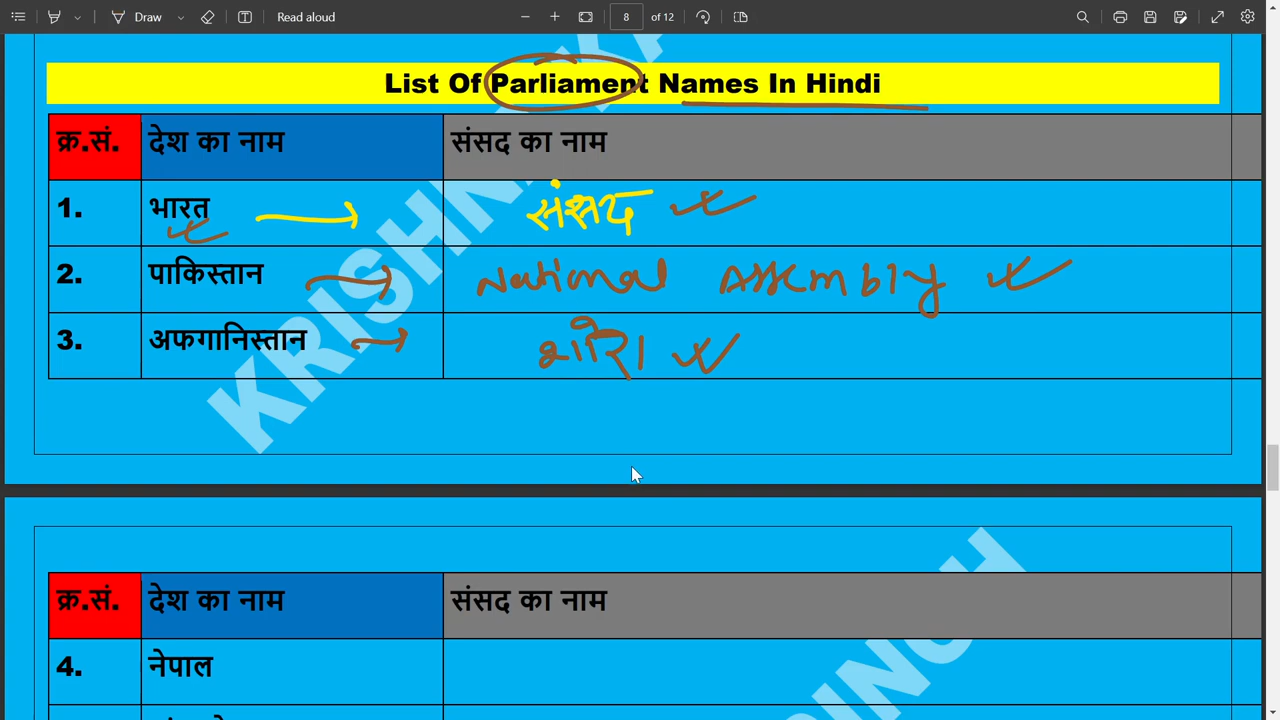 Draw
Read aloud
8 of 12
List Of Parliament Names In Hindi
क्र.सं. देश का नाम संसद का नाम
1. भारत संसद
2. पाकिस्तान National Assembly
3. अफगानिस्तान शोरा
क्र.सं. देश का नाम संसद का नाम
4. नेपाल